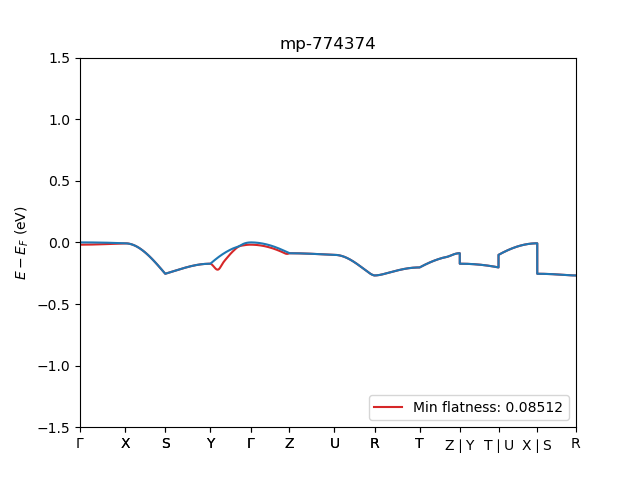 mp-774374
1.5
1.0
0.5
0.0
−0.5
−1.0
−1.5
E − E_F (eV)
Min flatness: 0.08512
Γ X S Y Γ Z U R T Z | Y T | U X | S R